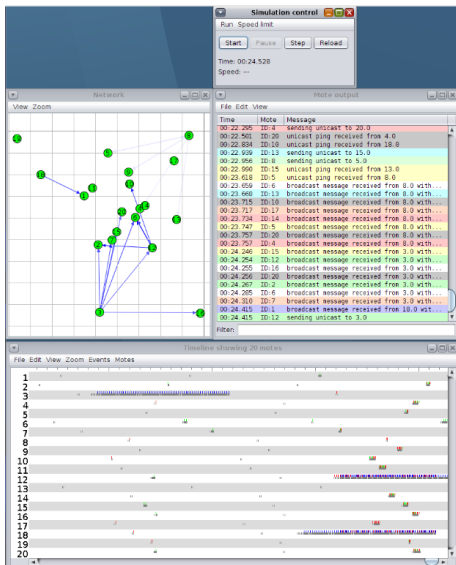 Simulation control
Run Speed limit
Start Pause Step Reload
Time: 00:24.528
Speed: ---
Network
View Zoom
Mote output
File Edit View
Time Mote Message
00:22.295 ID:4 sending unicast to 20.0
00:22.501 ID:20 unicast ping received from 4.0
00:22.834 ID:10 unicast ping received from 18.0
00:22.939 ID:13 sending unicast to 15.0
00:22.956 ID:8 sending unicast to 5.0
00:22.990 ID:15 unicast ping received from 13.0
00:23.618 ID:5 unicast ping received from 8.0
00:23.659 ID:6 broadcast message received from 8.0 with...
00:23.668 ID:13 broadcast message received from 8.0 with...
00:23.715 ID:10 broadcast message received from 8.0 with...
00:23.717 ID:17 broadcast message received from 8.0 with...
00:23.734 ID:14 broadcast message received from 8.0 with...
00:23.747 ID:5 broadcast message received from 8.0 with...
00:23.757 ID:20 broadcast message received from 8.0 with...
00:23.757 ID:4 broadcast message received from 8.0 with...
00:24.246 ID:15 broadcast message received from 3.0 with...
00:24.254 ID:12 broadcast message received from 3.0 with...
00:24.255 ID:16 broadcast message received from 3.0 with...
00:24.256 ID:20 broadcast message received from 3.0 with...
00:24.267 ID:2 broadcast message received from 3.0 with...
00:24.285 ID:6 broadcast message received from 3.0 with...
00:24.310 ID:7 broadcast message received from 3.0 with...
00:24.415 ID:1 broadcast message received from 18.0 wit...
00:24.415 ID:12 sending unicast to 3.0
Filter:
Timeline showing 20 motes
File Edit View Zoom Events Motes
1
2
3
4
5
6
7
8
9
10
11
12
13
14
15
16
17
18
19
20